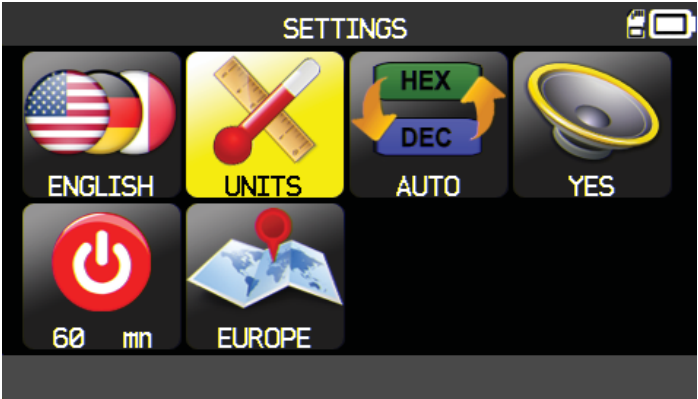 SETTINGS
HEX
DEC
ENGLISH
UNITS
AUTO
YES
60 mn
EUROPE